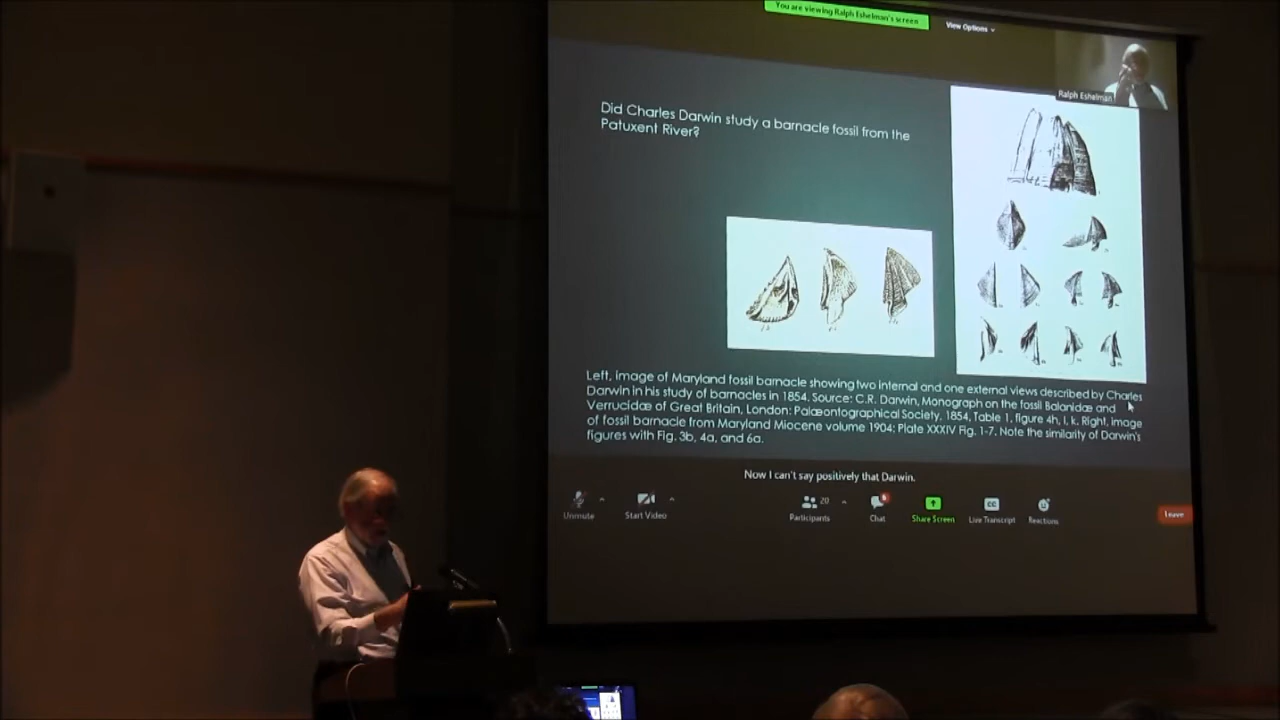 You are viewing Ralph Eshelman's screen
View Options
Ralph Eshelman
Did Charles Darwin study a barnacle fossil from the
Patuxent River?
Left, image of Maryland fossil barnacle showing two internal and one external views described by Charles
Darwin in his study of barnacles in 1854. Source: C.R. Darwin, Monograph on the fossil Balanidæ and
Verrucidæ of Great Britain, London: Palæontographical Society, 1854, Table 1, figure 4h, i, k. Right, image
of fossil barnacle from Maryland Miocene volume 1904: Plate XXXIV Fig. 1-7. Note the similarity of Darwin's
figures with Fig. 3b, 4a, and 6a.
Now I can't say positively that Darwin.
Unmute
Start Video
20
Participants
Chat
Share Screen
CC
Live Transcript
Reactions
Leave